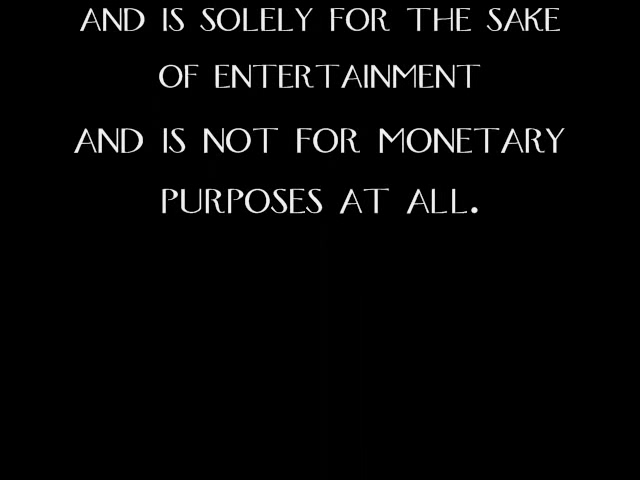 AND IS SOLELY FOR THE SAKE
OF ENTERTAINMENT
AND IS NOT FOR MONETARY
PURPOSES AT ALL.